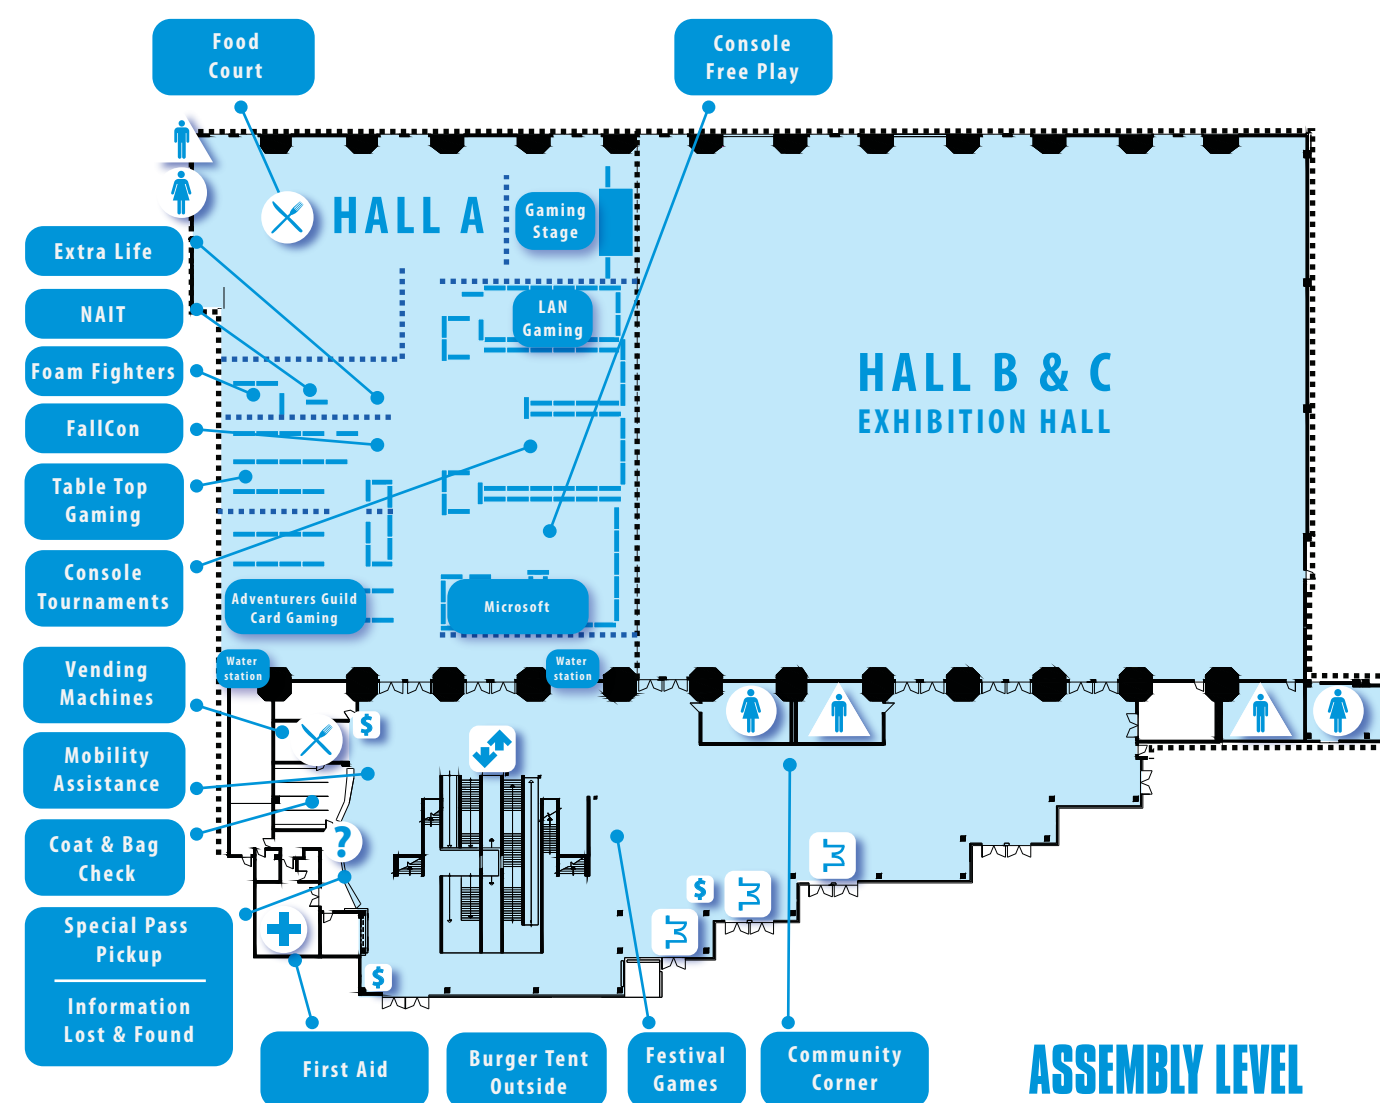 Food
Court
Console
Free Play
HALL A
Gaming
Stage
Extra Life
NAIT
LAN
Gaming
Foam Fighters
FallCon
HALL B & C
EXHIBITION HALL
Table Top
Gaming
Console
Tournaments
Adventurers Guild
Card Gaming
Microsoft
Water
station
Water
station
Vending
Machines
$
Mobility
Assistance
Coat & Bag
Check
?
$
Special Pass
Pickup
Information
Lost & Found
$
First Aid
Burger Tent
Outside
Festival
Games
Community
Corner
ASSEMBLY LEVEL